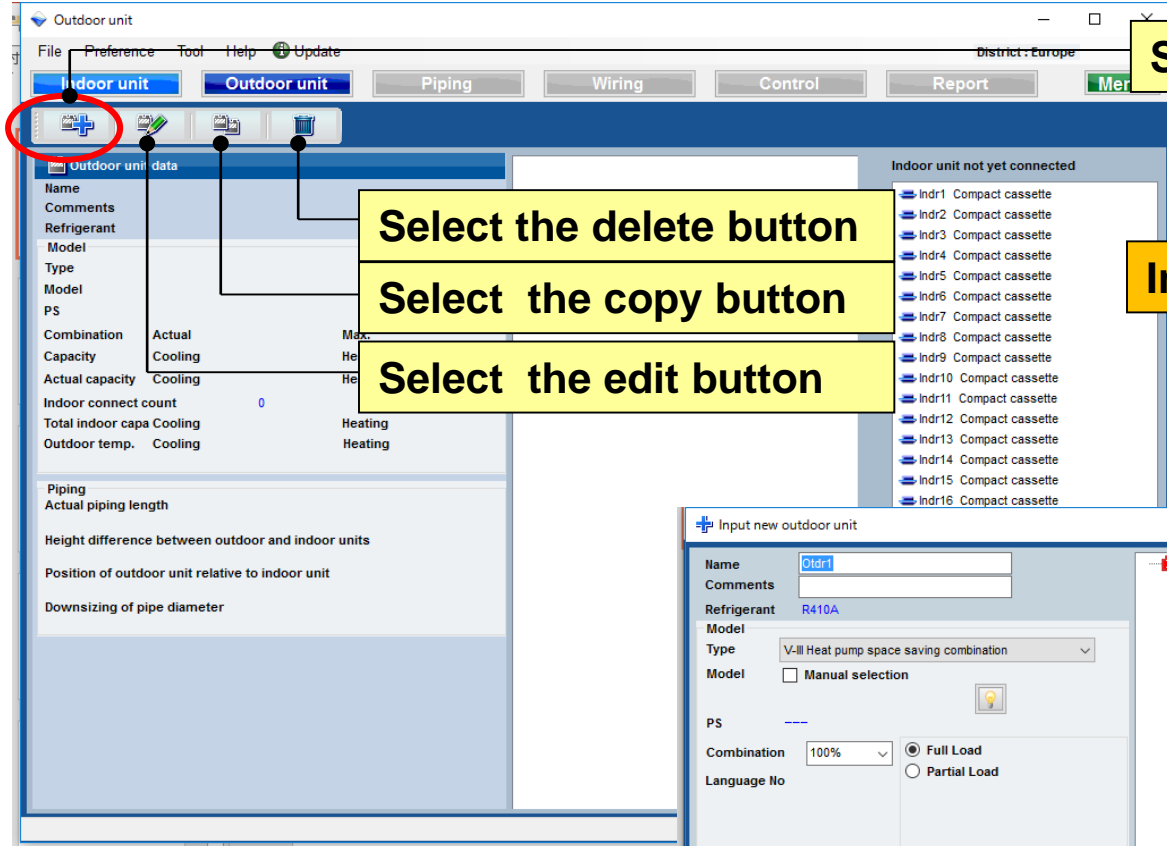 Outdoor unit
File Preference Tool Help Update
District : Europe
Indoor unit Outdoor unit Piping Wiring Control Report
Outdoor unit data
Name
Comments
Refrigerant
Model
Type
Model
PS
Combination Actual Max.
Capacity Cooling
Actual capacity Cooling
Indoor connect count 0
Total indoor capa Cooling Heating
Outdoor temp. Cooling Heating
Piping
Actual piping length
Height difference between outdoor and indoor units
Position of outdoor unit relative to indoor unit
Downsizing of pipe diameter
Select the delete button
Select the copy button
Select the edit button
Indoor unit not yet connected
Indr1 Compact cassette
Indr2 Compact cassette
Indr3 Compact cassette
Indr4 Compact cassette
Indr5 Compact cassette
Indr6 Compact cassette
Indr7 Compact cassette
Indr8 Compact cassette
Indr9 Compact cassette
Indr10 Compact cassette
Indr11 Compact cassette
Indr12 Compact cassette
Indr13 Compact cassette
Indr14 Compact cassette
Indr15 Compact cassette
Indr16 Compact cassette
Input new outdoor unit
Name Otdr1
Comments
Refrigerant R410A
Model
Type V-III Heat pump space saving combination
Model Manual selection
PS ---
Combination 100% Full Load
Partial Load
Language No